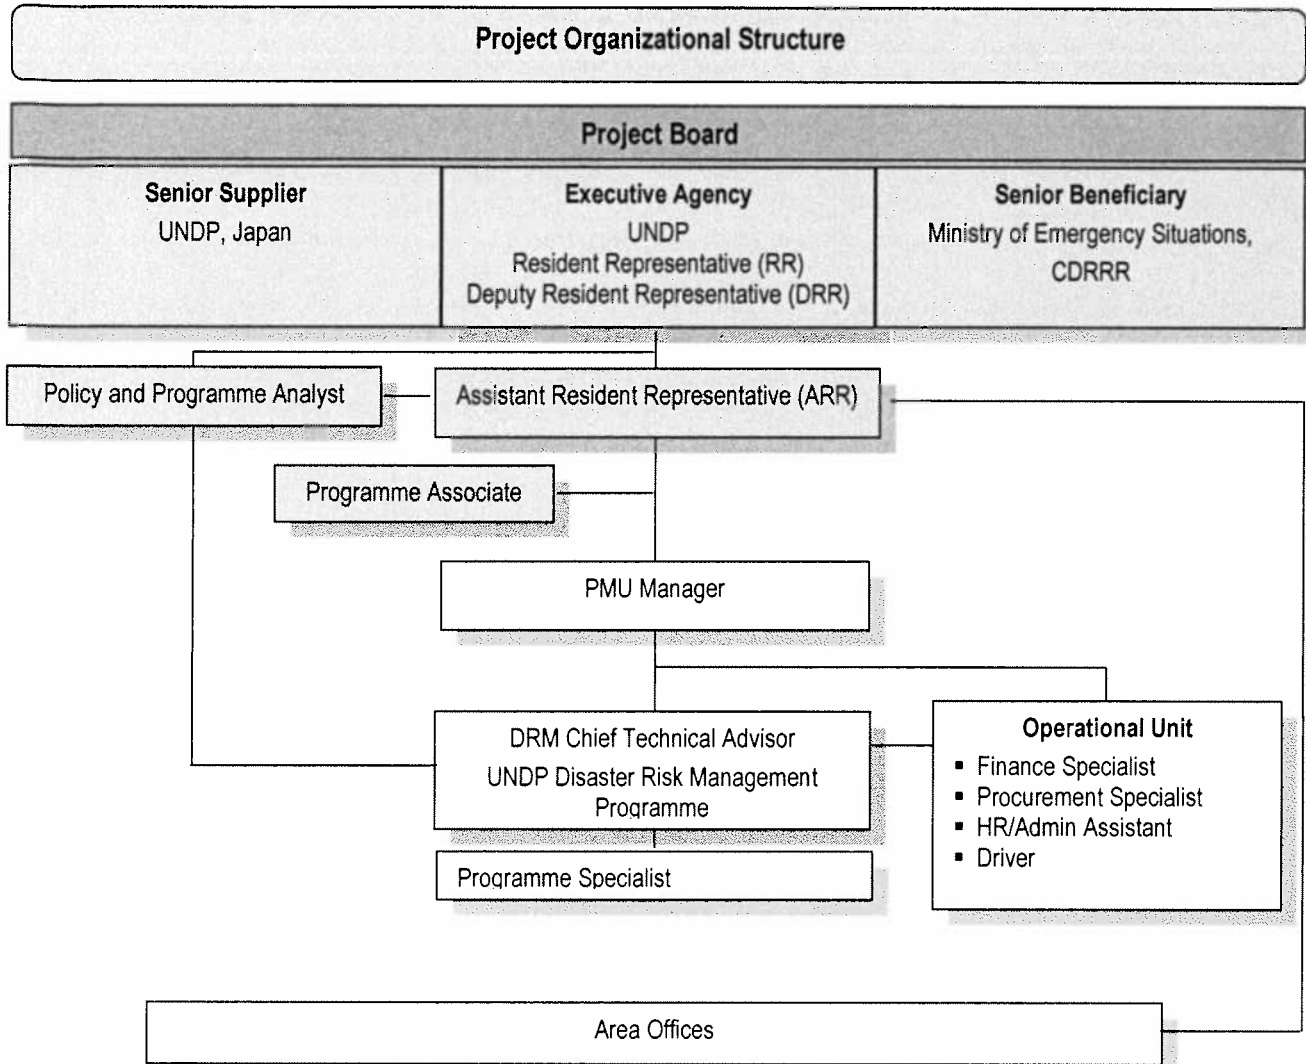 Project Organizational Structure
Project Board
Senior Supplier
UNDP, Japan
Executive Agency
UNDP
Resident Representative (RR)
Deputy Resident Representative (DRR)
Senior Beneficiary
Ministry of Emergency Situations,
CDRRR
Policy and Programme Analyst
Assistant Resident Representative (ARR)
Programme Associate
PMU Manager
DRM Chief Technical Advisor
UNDP Disaster Risk Management
Programme
Operational Unit
▪ Finance Specialist
▪ Procurement Specialist
▪ HR/Admin Assistant
▪ Driver
Programme Specialist
Area Offices